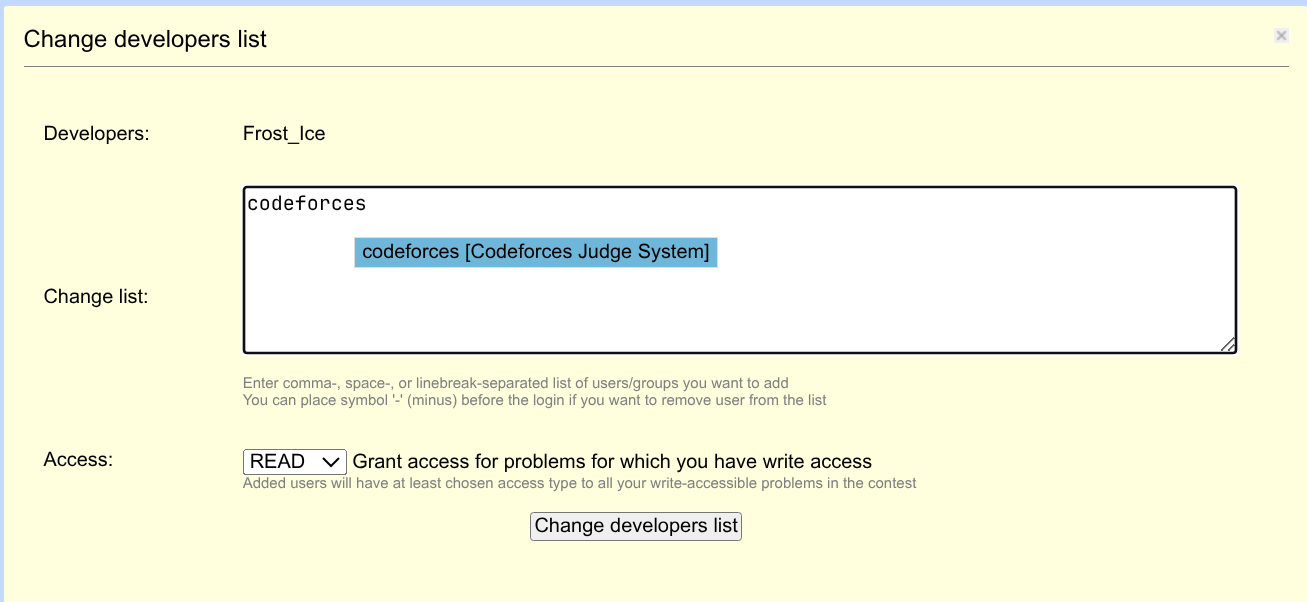 Change developers list
Developers: Frost_Ice
codeforces
codeforces [Codeforces Judge System]
Change list:
Enter comma-, space-, or linebreak-separated list of users/groups you want to add
You can place symbol '-' (minus) before the login if you want to remove user from the list
Access: READ Grant access for problems for which you have write access
Added users will have at least chosen access type to all your write-accessible problems in the contest
Change developers list